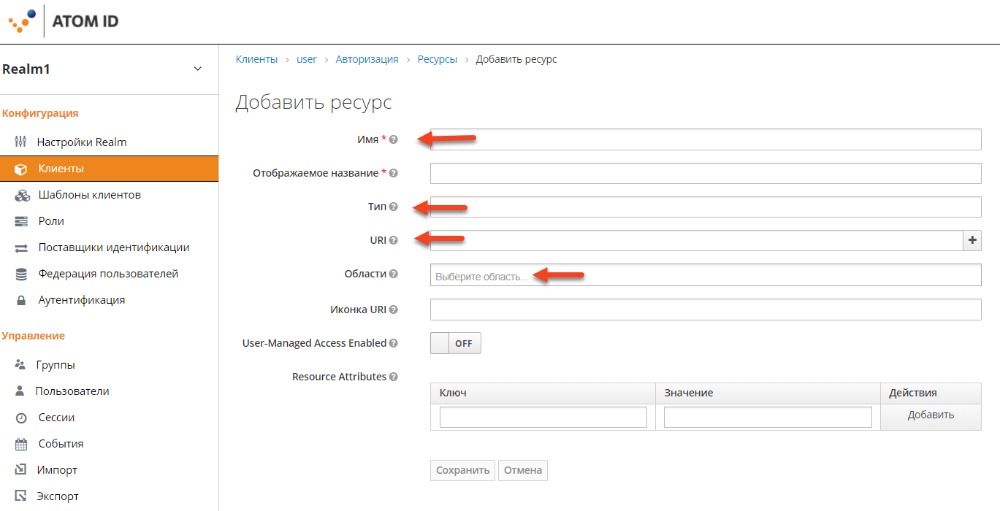 ATOM ID
Realm1
Клиенты › user › Авторизация › Ресурсы › Добавить ресурс
Добавить ресурс
Конфигурация
Настройки Realm
Клиенты
Шаблоны клиентов
Роли
Поставщики идентификации
Федерация пользователей
Аутентификация
Управление
Группы
Пользователи
Сессии
События
Импорт
Экспорт
Имя *
Отображаемое название *
Тип
URI
Области Выберите область...
Иконка URI
User-Managed Access Enabled OFF
Resource Attributes
Ключ Значение Действия
Добавить
Сохранить Отмена